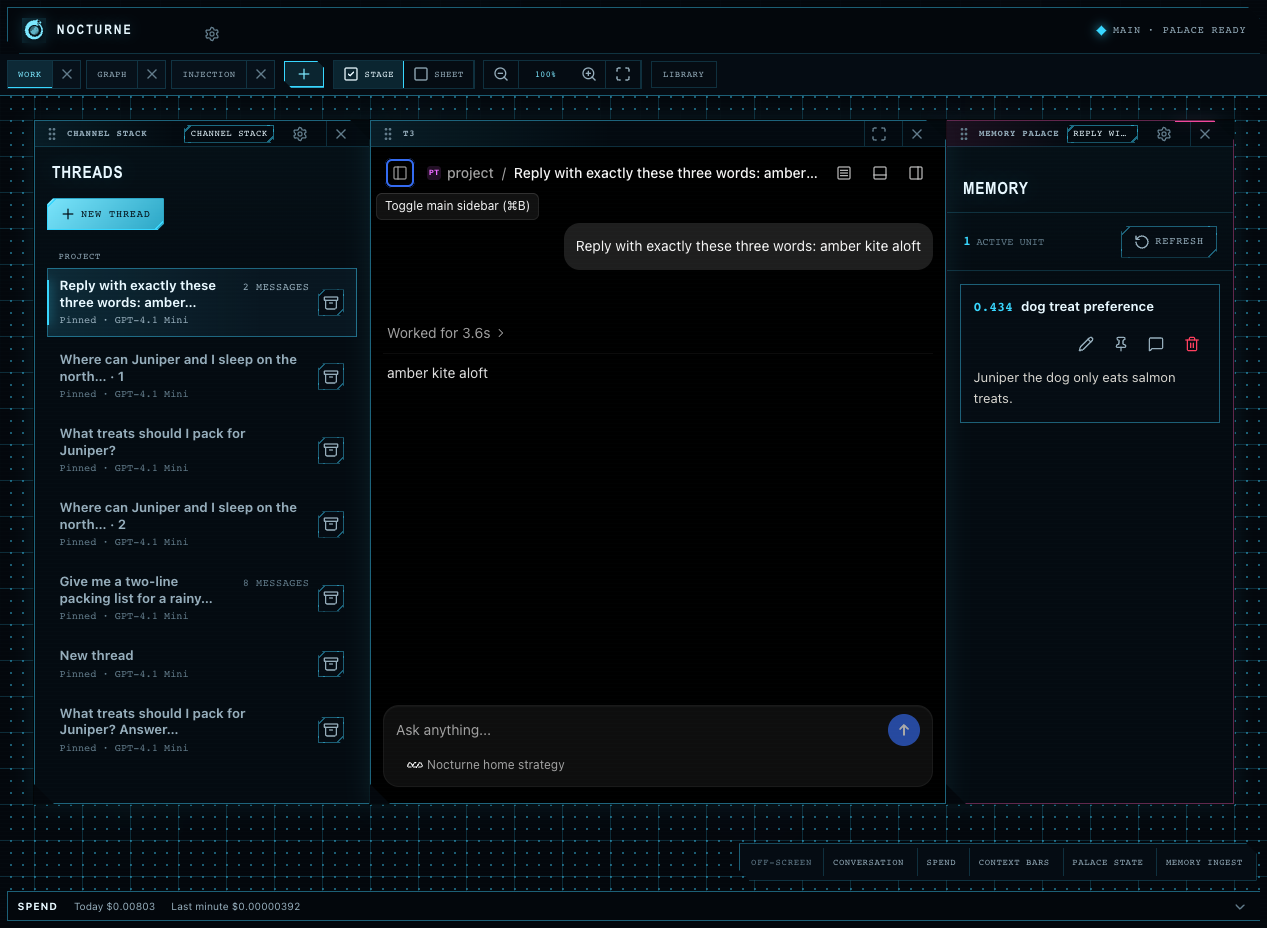 NOCTURNE
MAIN · PALACE READY
WORK
GRAPH
INJECTION
STAGE
SHEET
100%
LIBRARY
CHANNEL STACK
CHANNEL STACK
T3
MEMORY PALACE
REPLY WI…
THREADS
NEW THREAD
PROJECT
Reply with exactly these
three words: amber...
2 MESSAGES
Pinned · GPT-4.1 Mini
Where can Juniper and I sleep on the
north... · 1
Pinned · GPT-4.1 Mini
What treats should I pack for
Juniper?
Pinned · GPT-4.1 Mini
Where can Juniper and I sleep on the
north... · 2
Pinned · GPT-4.1 Mini
Give me a two-line
packing list for a rainy...
8 MESSAGES
Pinned · GPT-4.1 Mini
New thread
Pinned · GPT-4.1 Mini
What treats should I pack for
Juniper? Answer...
Pinned · GPT-4.1 Mini
PT project / Reply with exactly these three words: amber...
Toggle main sidebar (⌘B)
Reply with exactly these three words: amber kite aloft
Worked for 3.6s
amber kite aloft
Ask anything...
Nocturne home strategy
MEMORY
1 ACTIVE UNIT
REFRESH
0.434 dog treat preference
Juniper the dog only eats salmon
treats.
OFF-SCREEN
CONVERSATION
SPEND
CONTEXT BARS
PALACE STATE
MEMORY INGEST
SPEND Today $0.00803 Last minute $0.00000392